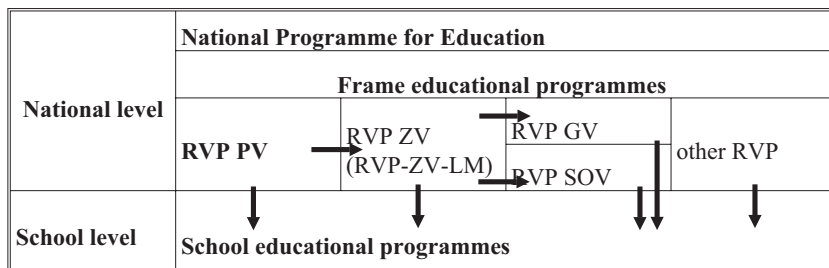 National level
National Programme for Education
Frame educational programmes
RVP PV
RVP ZV
(RVP-ZV-LM)
RVP GV
RVP SOV
other RVP
School level
School educational programmes